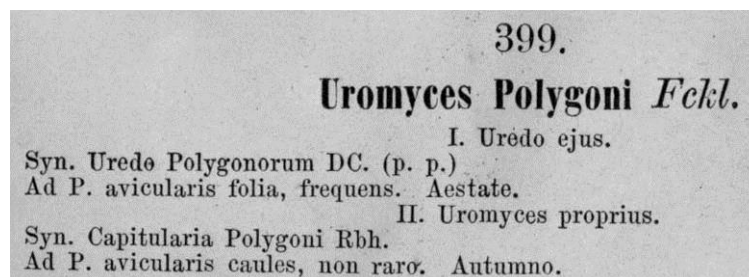 399.
Uromyces Polygoni Fckl.
I. Uredo ejus.
Syn. Uredo Polygonorum DC. (p. p.)
Ad P. avicularis folia, frequens. Aestate.
II. Uromyces proprius.
Syn. Capitularia Polygoni Rbh.
Ad P. avicularis caules, non raro. Autumno.